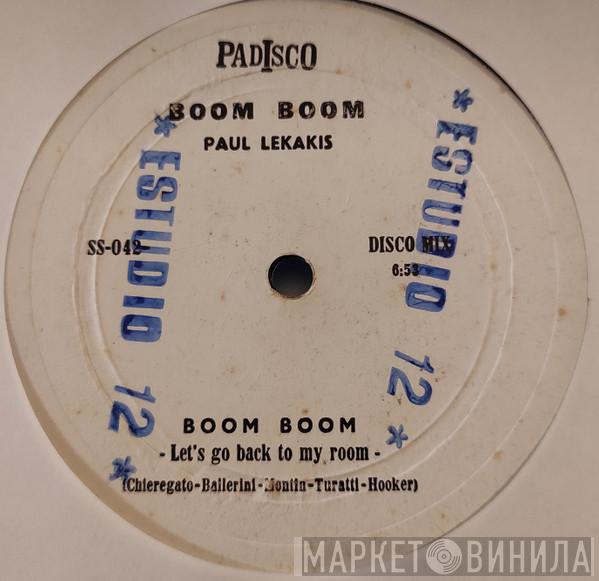 PADISCO
BOOM BOOM
PAUL LEKAKIS
* ESTUDIO 12 *
* ESTUDIO 12 *
SS-042
DISCO MIX
6:53
BOOM BOOM
- Let's go back to my room -
(Chieregato-Ballerini-Montin-Turatti-Hooker)
МАРКЕТ ВИНИЛА